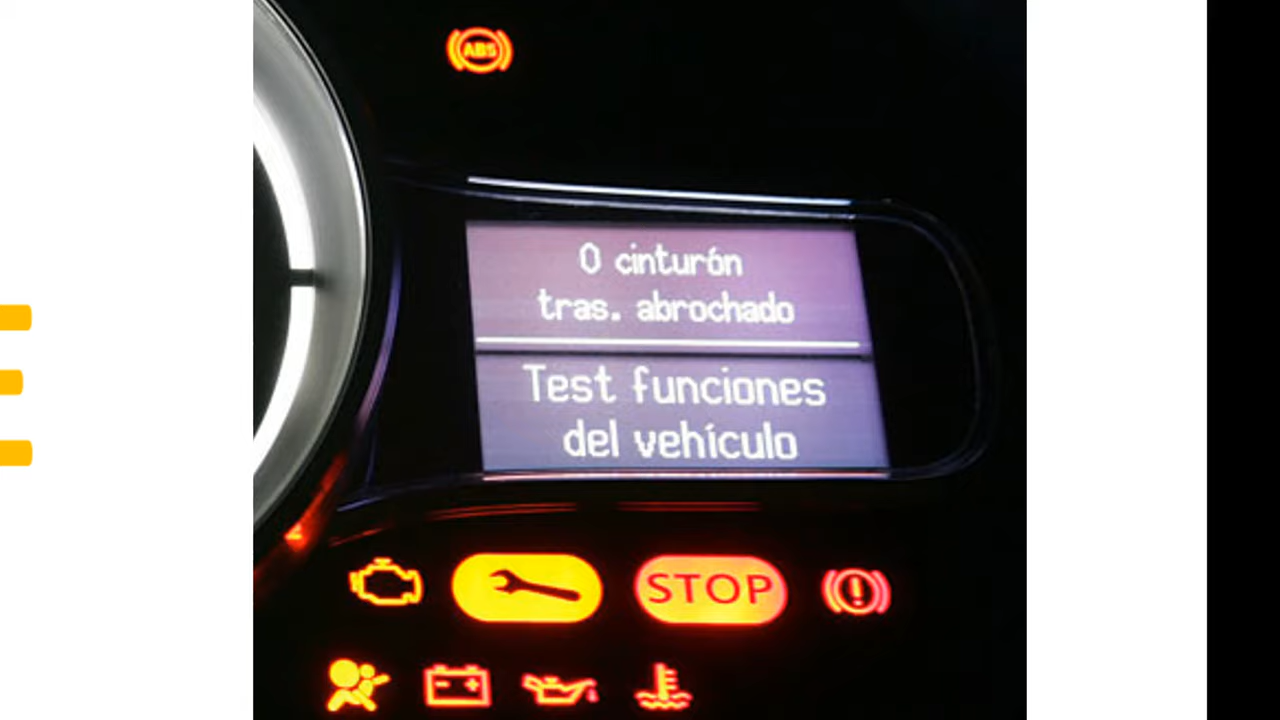 ABS
0 cinturón
tras. abrochado
Test funciones
del vehículo
STOP